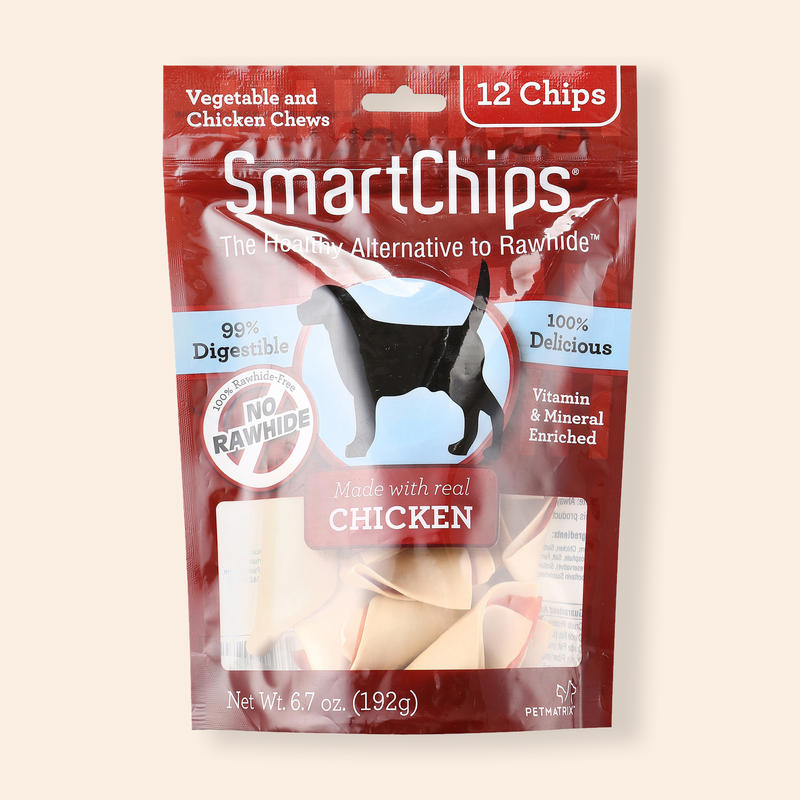 Vegetable and
Chicken Chews
12 Chips
SmartChips®
The Healthy Alternative to Rawhide™
99%
Digestible
100%
Delicious
100% Rawhide-Free
NO
RAWHIDE
Vitamin
& Mineral
Enriched
Made with real
CHICKEN
Net Wt. 6.7 oz. (192g)
PETMATRIX™